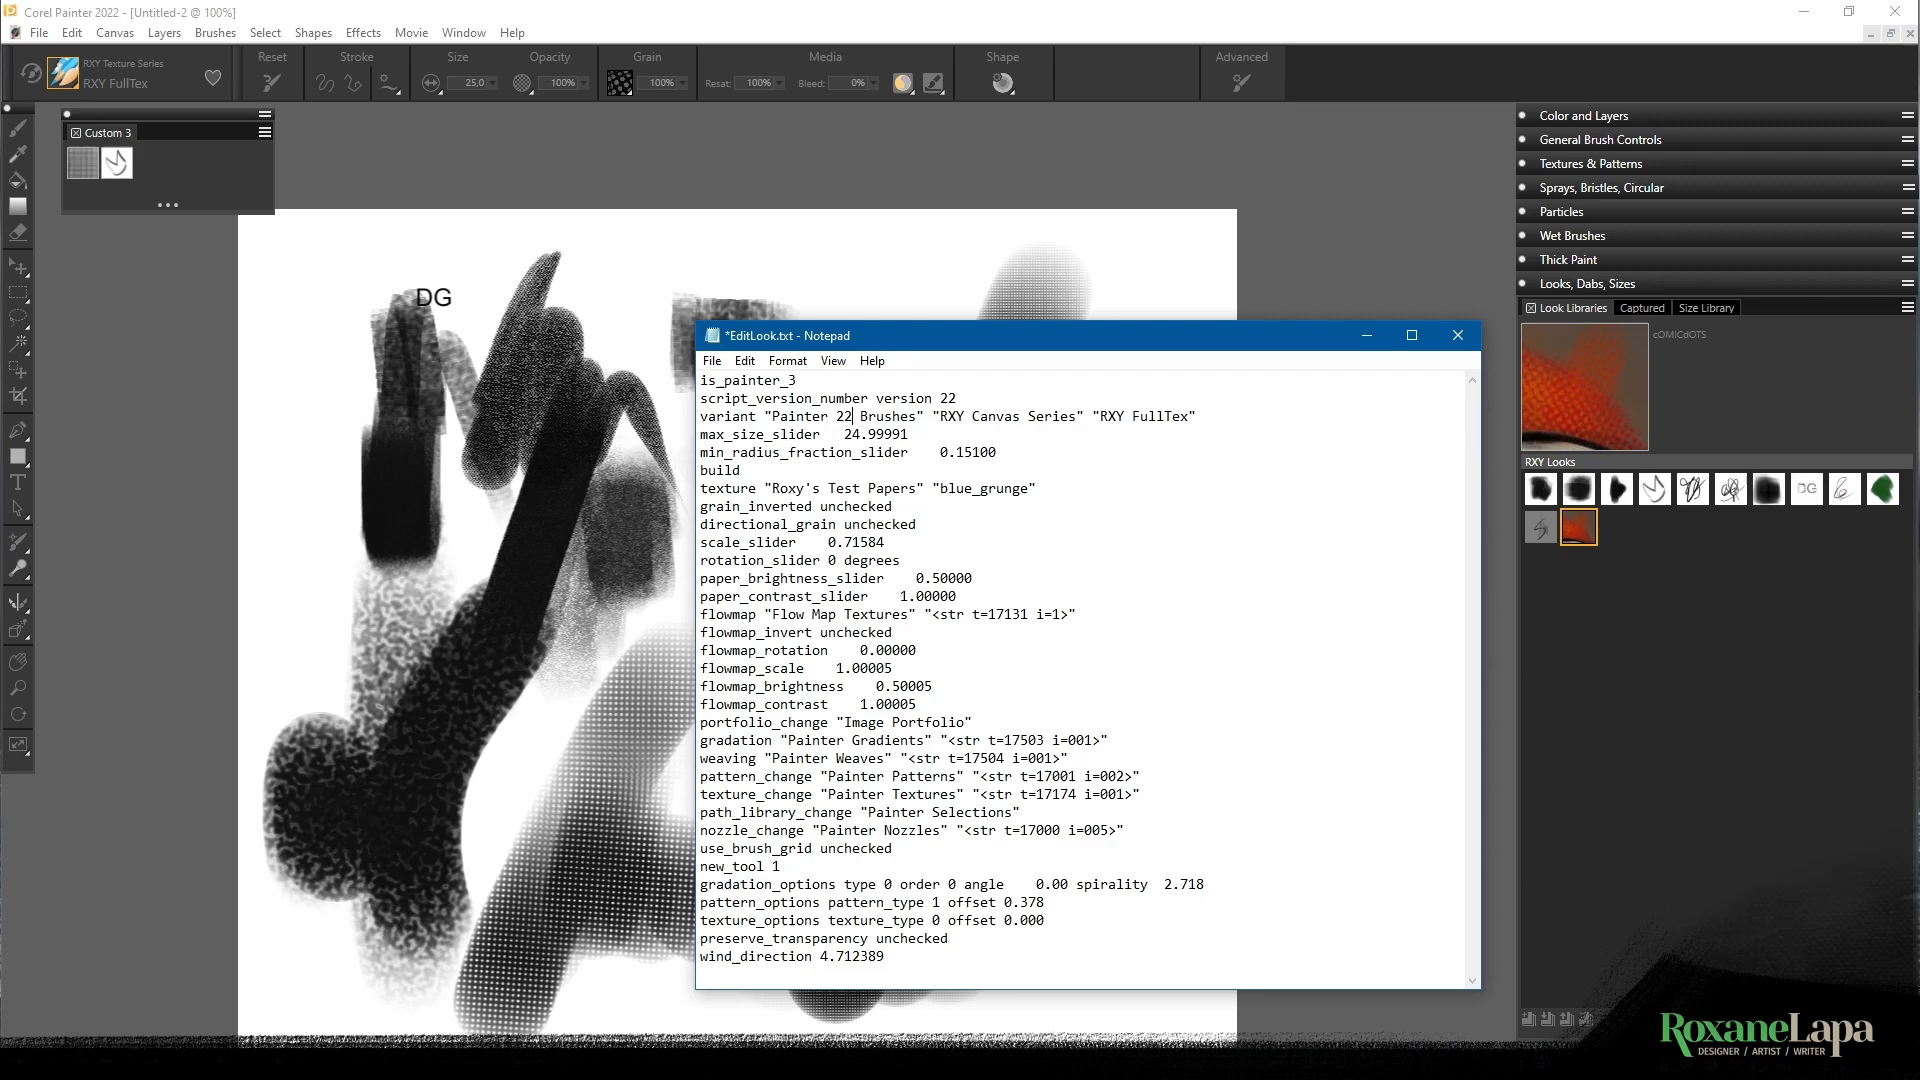 Corel Painter 2022 - [Untitled-2 @ 100%]
File Edit Canvas Layers Brushes Select Shapes Effects Movie Window Help
RXY Texture Series
RXY FullTex
Reset Stroke Size Opacity Grain Media Shape Advanced
25,0 100% 100% Resat: 100% Bleed: 0%
Custom 3
DG
Color and Layers
General Brush Controls
Textures & Patterns
Sprays, Bristles, Circular
Particles
Wet Brushes
Thick Paint
Looks, Dabs, Sizes
Look Libraries Captured Size Library
cOMICdOTS
RXY Looks
DG
*EditLook.txt - Notepad
File Edit Format View Help
is_painter_3
script_version_number version 22
variant "Painter 22 Brushes" "RXY Canvas Series" "RXY FullTex"
max_size_slider 24.99991
min_radius_fraction_slider 0.15100
build
texture "Roxy's Test Papers" "blue_grunge"
grain_inverted unchecked
directional_grain unchecked
scale_slider 0.71584
rotation_slider 0 degrees
paper_brightness_slider 0.50000
paper_contrast_slider 1.00000
flowmap "Flow Map Textures" "<str t=17131 i=1>"
flowmap_invert unchecked
flowmap_rotation 0.00000
flowmap_scale 1.00005
flowmap_brightness 0.50005
flowmap_contrast 1.00005
portfolio_change "Image Portfolio"
gradation "Painter Gradients" "<str t=17503 i=001>"
weaving "Painter Weaves" "<str t=17504 i=001>"
pattern_change "Painter Patterns" "<str t=17001 i=002>"
texture_change "Painter Textures" "<str t=17174 i=001>"
path_library_change "Painter Selections"
nozzle_change "Painter Nozzles" "<str t=17000 i=005>"
use_brush_grid unchecked
new_tool 1
gradation_options type 0 order 0 angle 0.00 spirality 2.718
pattern_options pattern_type 1 offset 0.378
texture_options texture_type 0 offset 0.000
preserve_transparency unchecked
wind_direction 4.712389
RoxaneLapa
DESIGNER / ARTIST / WRITER